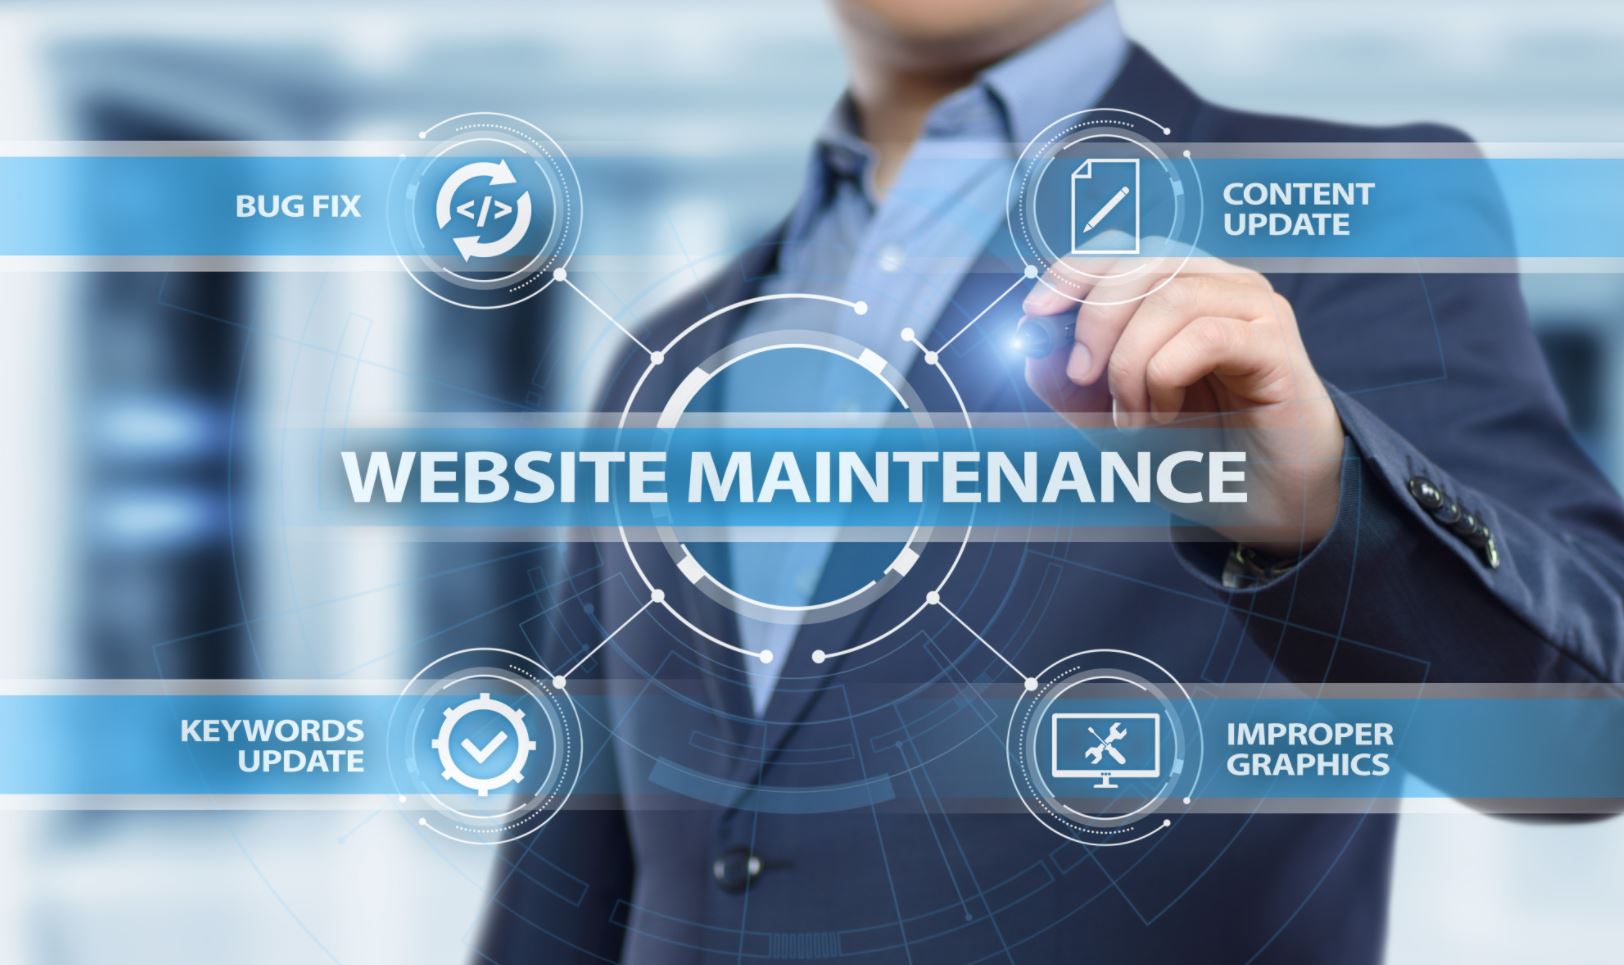 BUG FIX
</>
CONTENT
UPDATE
WEBSITE MAINTENANCE
KEYWORDS
UPDATE
IMPROPER
GRAPHICS